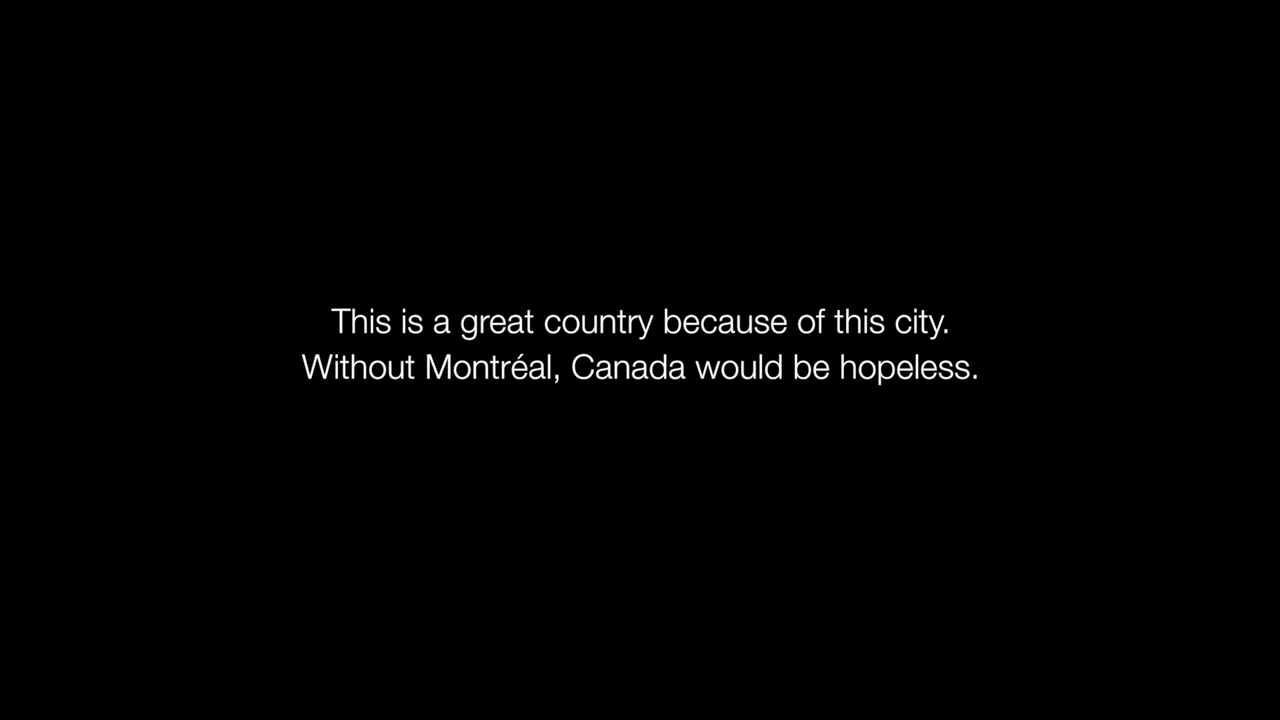 This is a great country because of this city.
Without Montréal, Canada would be hopeless.